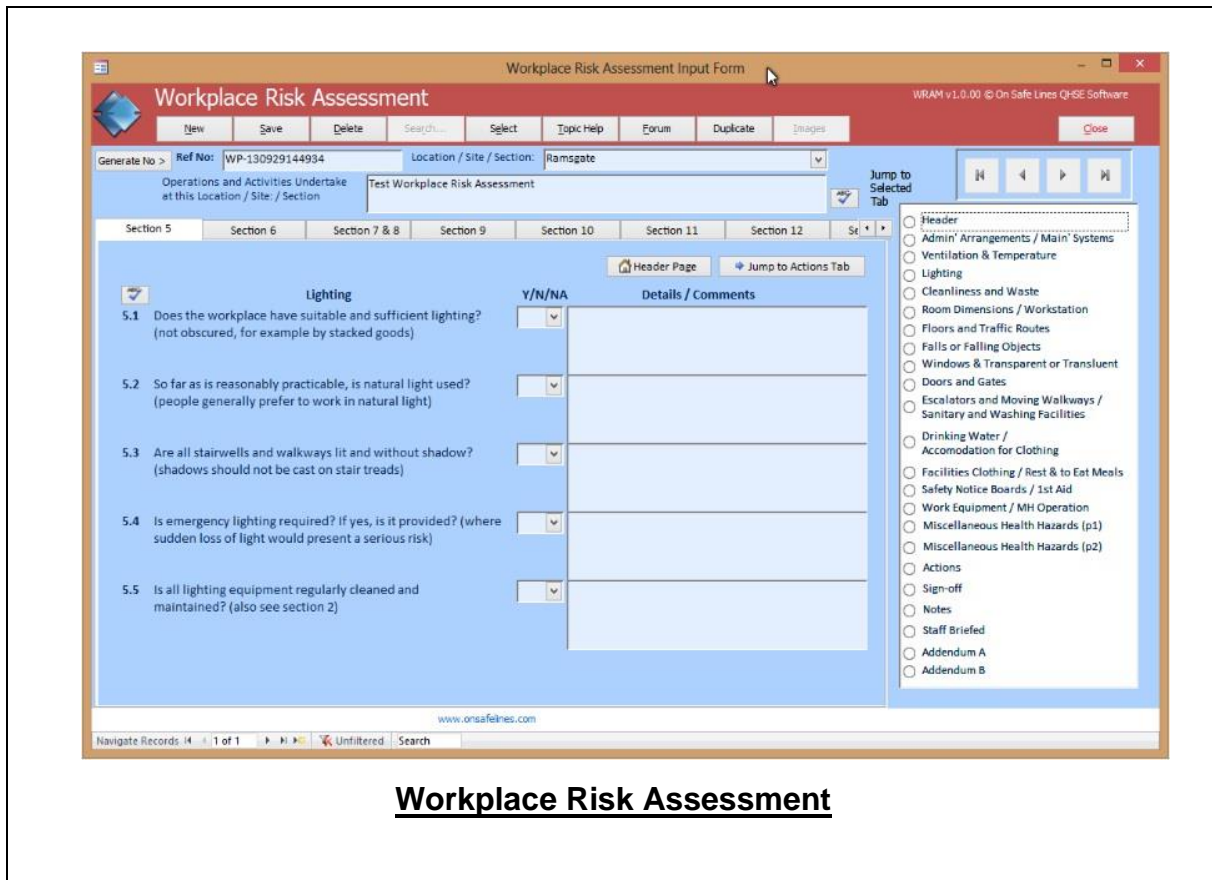 Workplace Risk Assessment Input Form
Workplace Risk Assessment
WRAM v1.0.00 © On Safe Lines QHSE Software
New Save Delete Search... Select Topic Help Forum Duplicate Images Close
Generate No > Ref No: WP-130929144934 Location / Site / Section: Ramsgate
Operations and Activities Undertake
at this Location / Site: / Section
Test Workplace Risk Assessment
Jump to
Selected
Tab
Section 5 Section 6 Section 7 & 8 Section 9 Section 10 Section 11 Section 12 Se
Header Page Jump to Actions Tab
Lighting Y/N/NA Details / Comments
5.1 Does the workplace have suitable and sufficient lighting?
(not obscured, for example by stacked goods)
5.2 So far as is reasonably practicable, is natural light used?
(people generally prefer to work in natural light)
5.3 Are all stairwells and walkways lit and without shadow?
(shadows should not be cast on stair treads)
5.4 Is emergency lighting required? If yes, is it provided? (where
sudden loss of light would present a serious risk)
5.5 Is all lighting equipment regularly cleaned and
maintained? (also see section 2)
Header
Admin' Arrangements / Main' Systems
Ventilation & Temperature
Lighting
Cleanliness and Waste
Room Dimensions / Workstation
Floors and Traffic Routes
Falls or Falling Objects
Windows & Transparent or Transluent
Doors and Gates
Escalators and Moving Walkways /
Sanitary and Washing Facilities
Drinking Water /
Accomodation for Clothing
Facilities Clothing / Rest & to Eat Meals
Safety Notice Boards / 1st Aid
Work Equipment / MH Operation
Miscellaneous Health Hazards (p1)
Miscellaneous Health Hazards (p2)
Actions
Sign-off
Notes
Staff Briefed
Addendum A
Addendum B
www.onsafelines.com
Navigate Records 1 of 1 Unfiltered Search
Workplace Risk Assessment